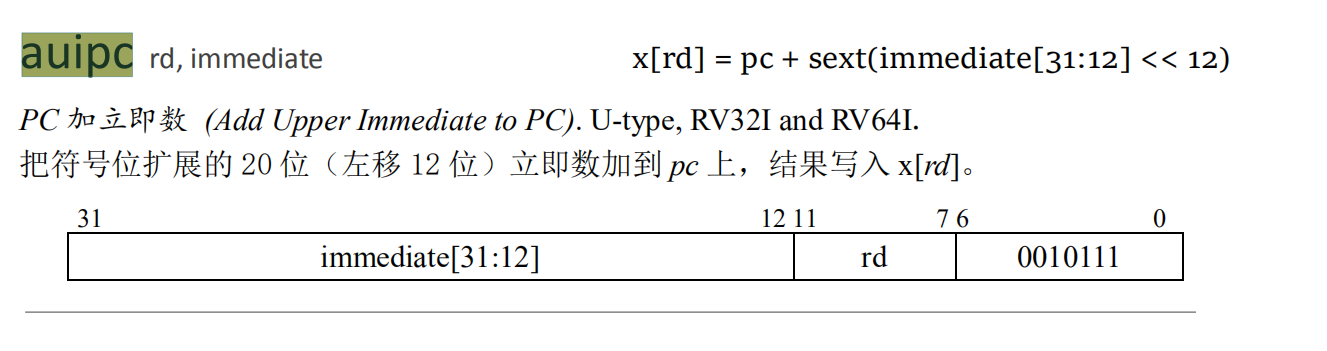 auipc rd, immediate x[rd] = pc + sext(immediate[31:12] << 12)
PC 加立即数 (Add Upper Immediate to PC). U-type, RV32I and RV64I.
把符号位扩展的 20 位（左移 12 位）立即数加到 pc 上，结果写入 x[rd]。
31 12 11 7 6 0
immediate[31:12] rd 0010111